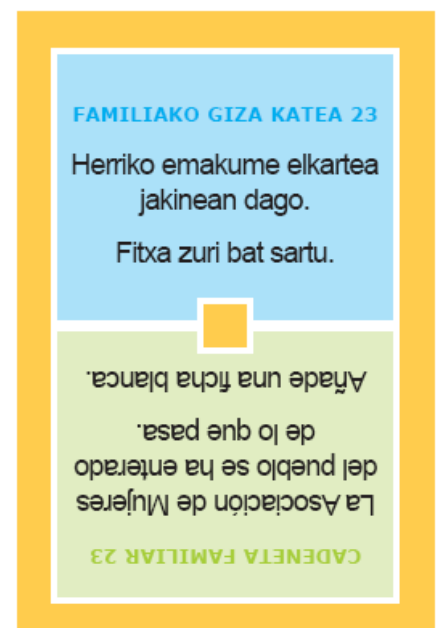 FAMILIAKO GIZA KATEA 23
Herriko emakume elkartea
jakinean dago.
Fitxa zuri bat sartu.
CADENETA FAMILIAR 23
La Asociación de Mujeres
del pueblo se ha enterado
de lo que pasa.
Añade una ficha blanca.